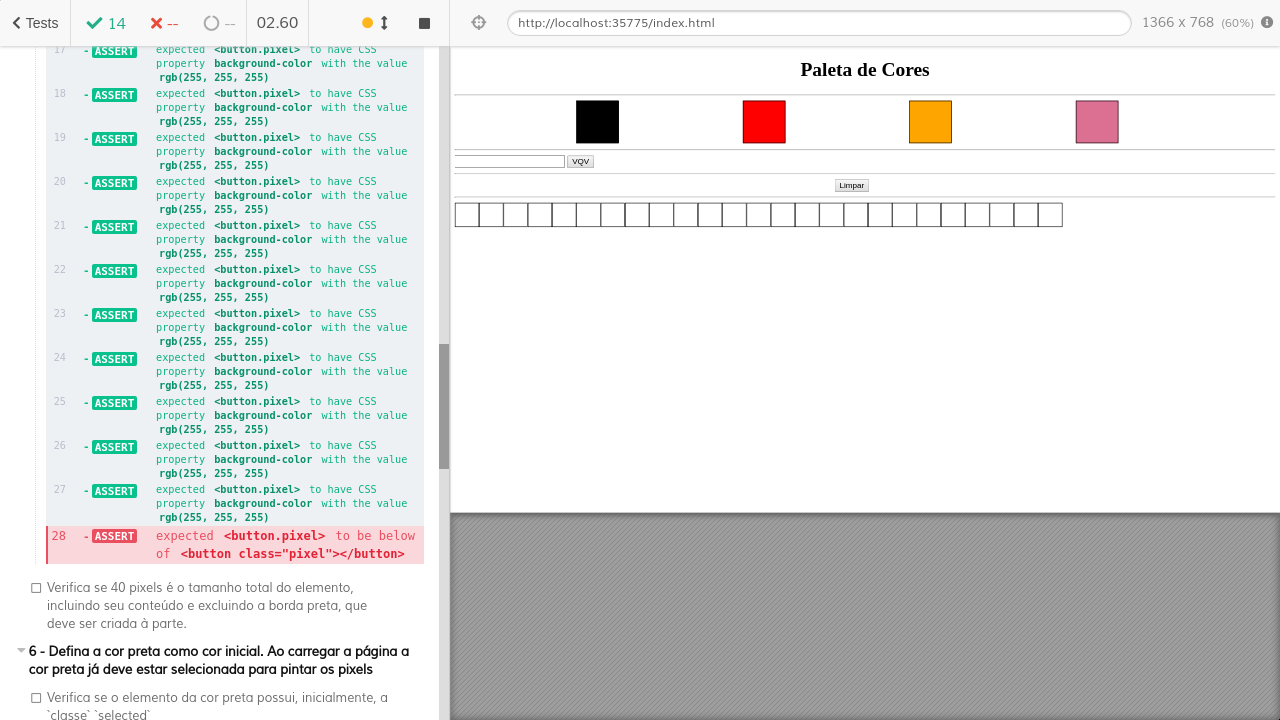 Tests
14
--
--
02.60
http://localhost:35775/index.html
1366 x 768 (60%)
17 - ASSERT expected <button.pixel> to have CSS
property background-color with the value
rgb(255, 255, 255)
18 - ASSERT expected <button.pixel> to have CSS
property background-color with the value
rgb(255, 255, 255)
19 - ASSERT expected <button.pixel> to have CSS
property background-color with the value
rgb(255, 255, 255)
20 - ASSERT expected <button.pixel> to have CSS
property background-color with the value
rgb(255, 255, 255)
21 - ASSERT expected <button.pixel> to have CSS
property background-color with the value
rgb(255, 255, 255)
22 - ASSERT expected <button.pixel> to have CSS
property background-color with the value
rgb(255, 255, 255)
23 - ASSERT expected <button.pixel> to have CSS
property background-color with the value
rgb(255, 255, 255)
24 - ASSERT expected <button.pixel> to have CSS
property background-color with the value
rgb(255, 255, 255)
25 - ASSERT expected <button.pixel> to have CSS
property background-color with the value
rgb(255, 255, 255)
26 - ASSERT expected <button.pixel> to have CSS
property background-color with the value
rgb(255, 255, 255)
27 - ASSERT expected <button.pixel> to have CSS
property background-color with the value
rgb(255, 255, 255)
28 - ASSERT expected <button.pixel> to be below
of <button class="pixel"></button>
Verifica se 40 pixels é o tamanho total do elemento,
incluindo seu conteúdo e excluindo a borda preta, que
deve ser criada à parte.
6 - Defina a cor preta como cor inicial. Ao carregar a página a
cor preta já deve estar selecionada para pintar os pixels
Verifica se o elemento da cor preta possui, inicialmente, a
`classe` `selected`
Paleta de Cores
VQV
Limpar